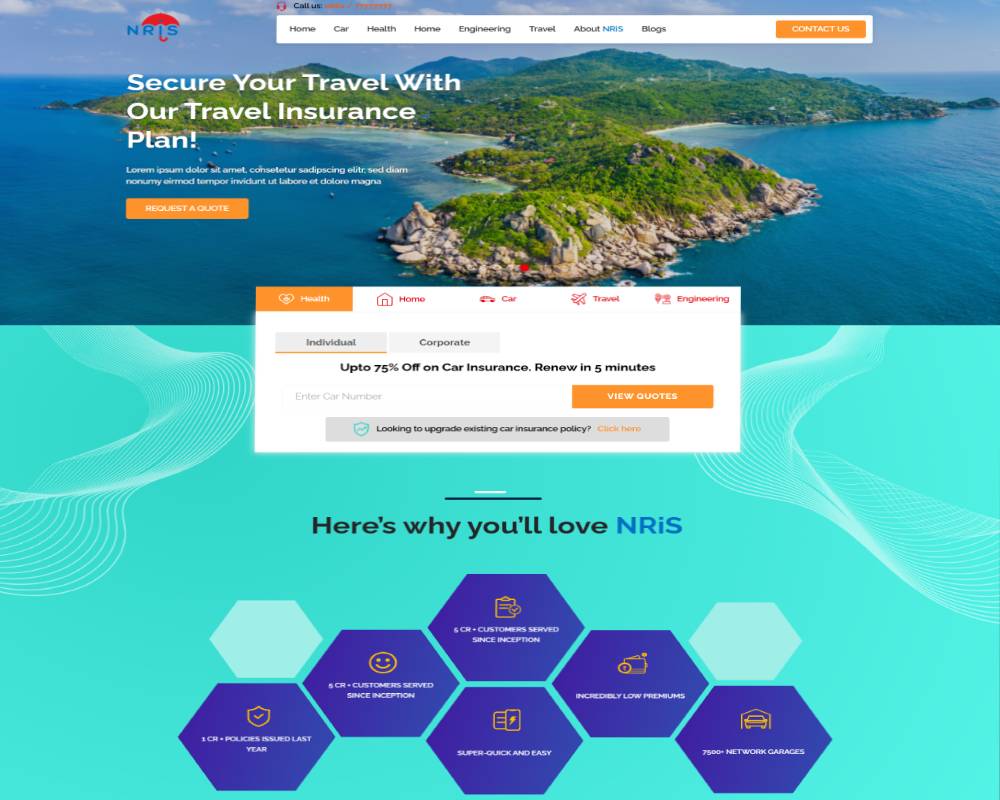 Call us:
NRIS
Home Car Health Home Engineering Travel About NRiS Blogs CONTACT US
Secure Your Travel With
Our Travel Insurance
Plan!
Lorem ipsum dolor sit amet, consetetur sadipscing elitr, sed diam
nonumy eirmod tempor invidunt ut labore et dolore magna
REQUEST A QUOTE
Health Home Car Travel Engineering
Individual Corporate
Upto 75% Off on Car Insurance. Renew in 5 minutes
Enter Car Number VIEW QUOTES
Looking to upgrade existing car insurance policy? Click here
Here's why you'll love NRiS
5 CR + CUSTOMERS SERVED
SINCE INCEPTION
5 CR + CUSTOMERS SERVED
SINCE INCEPTION
INCREDIBLY LOW PREMIUMS
1 CR + POLICIES ISSUED LAST
YEAR
SUPER-QUICK AND EASY
7500+ NETWORK GARAGES